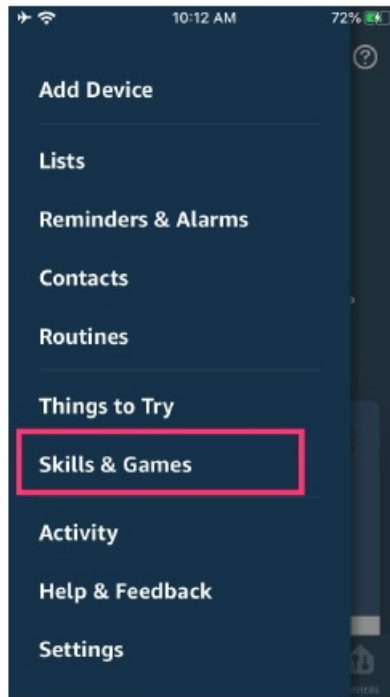 10:12 AM
72%
Add Device
Lists
Reminders & Alarms
Contacts
Routines
Things to Try
Skills & Games
Activity
Help & Feedback
Settings